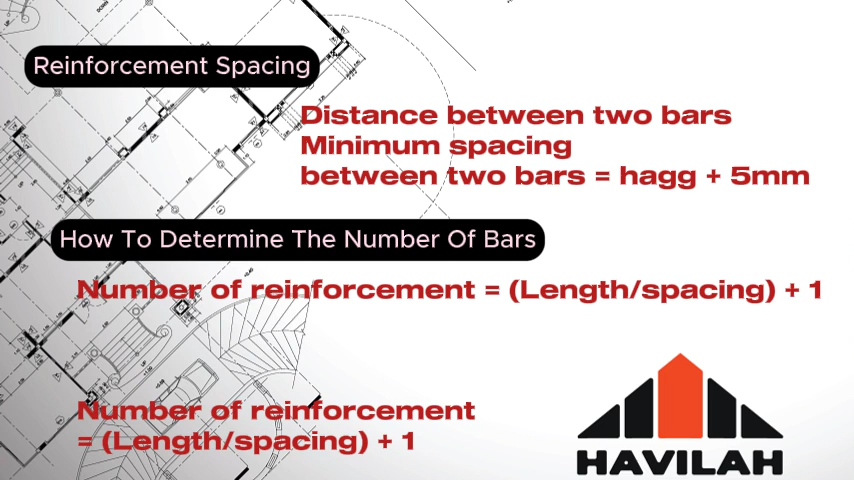 Reinforcement Spacing
Distance between two bars
Minimum spacing
between two bars = hagg + 5mm
How To Determine The Number Of Bars
Number of reinforcement = (Length/spacing) + 1
Number of reinforcement
= (Length/spacing) + 1
HAVILAH